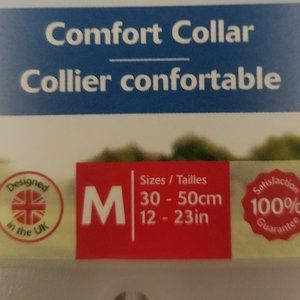 Comfort Collar
Collier confortable
Designed
in the UK
M
Sizes / Tailles
30 - 50cm
12 - 23in
Satisfaction
100%
Guarantee